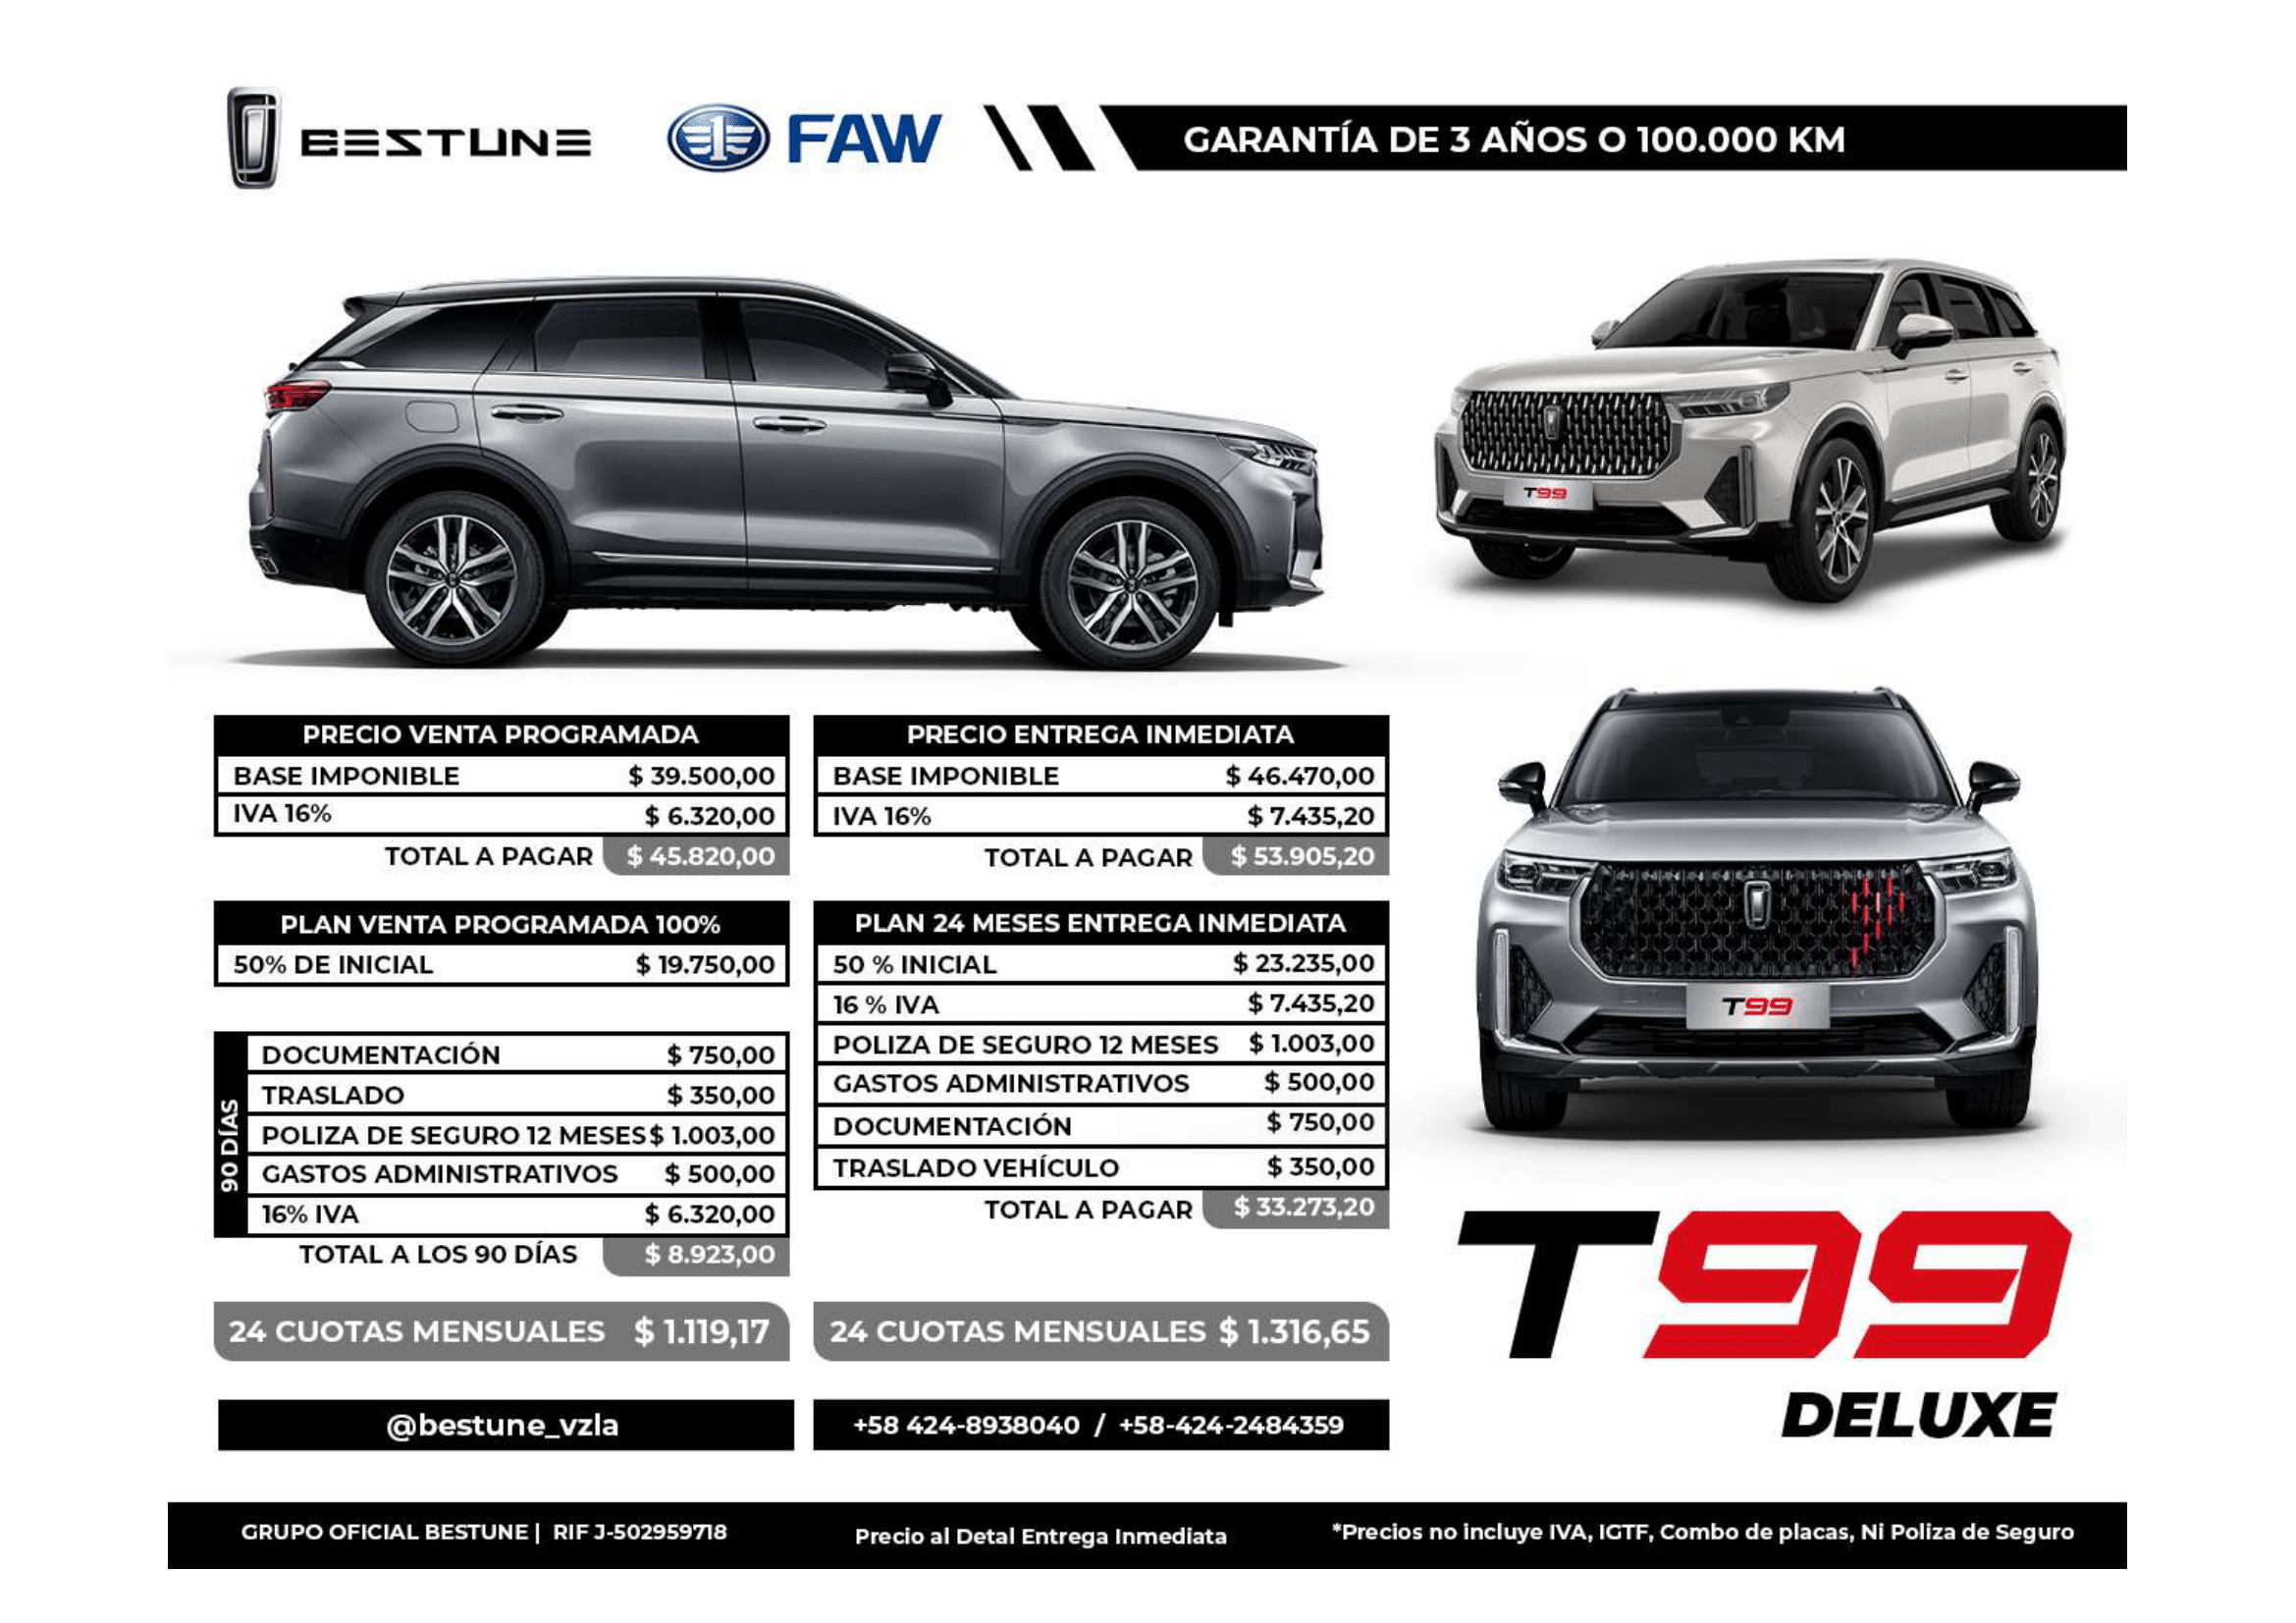 BESTUNE
FAW
GARANTÍA DE 3 AÑOS O 100.000 KM
T99
PRECIO VENTA PROGRAMADA
BASE IMPONIBLE $ 39.500,00
IVA 16% $ 6.320,00
TOTAL A PAGAR $ 45.820,00
PRECIO ENTREGA INMEDIATA
BASE IMPONIBLE $ 46.470,00
IVA 16% $ 7.435,20
TOTAL A PAGAR $ 53.905,20
PLAN VENTA PROGRAMADA 100%
50% DE INICIAL $ 19.750,00
90 DÍAS
DOCUMENTACIÓN $ 750,00
TRASLADO $ 350,00
POLIZA DE SEGURO 12 MESES $ 1.003,00
GASTOS ADMINISTRATIVOS $ 500,00
16% IVA $ 6.320,00
TOTAL A LOS 90 DÍAS $ 8.923,00
24 CUOTAS MENSUALES $ 1.119,17
PLAN 24 MESES ENTREGA INMEDIATA
50 % INICIAL $ 23.235,00
16 % IVA $ 7.435,20
POLIZA DE SEGURO 12 MESES $ 1.003,00
GASTOS ADMINISTRATIVOS $ 500,00
DOCUMENTACIÓN $ 750,00
TRASLADO VEHÍCULO $ 350,00
TOTAL A PAGAR $ 33.273,20
24 CUOTAS MENSUALES $ 1.316,65
T99
T99
DELUXE
@bestune_vzla
+58 424-8938040 / +58-424-2484359
GRUPO OFICIAL BESTUNE | RIF J-502959718
Precio al Detal Entrega Inmediata
*Precios no incluye IVA, IGTF, Combo de placas, Ni Poliza de Seguro